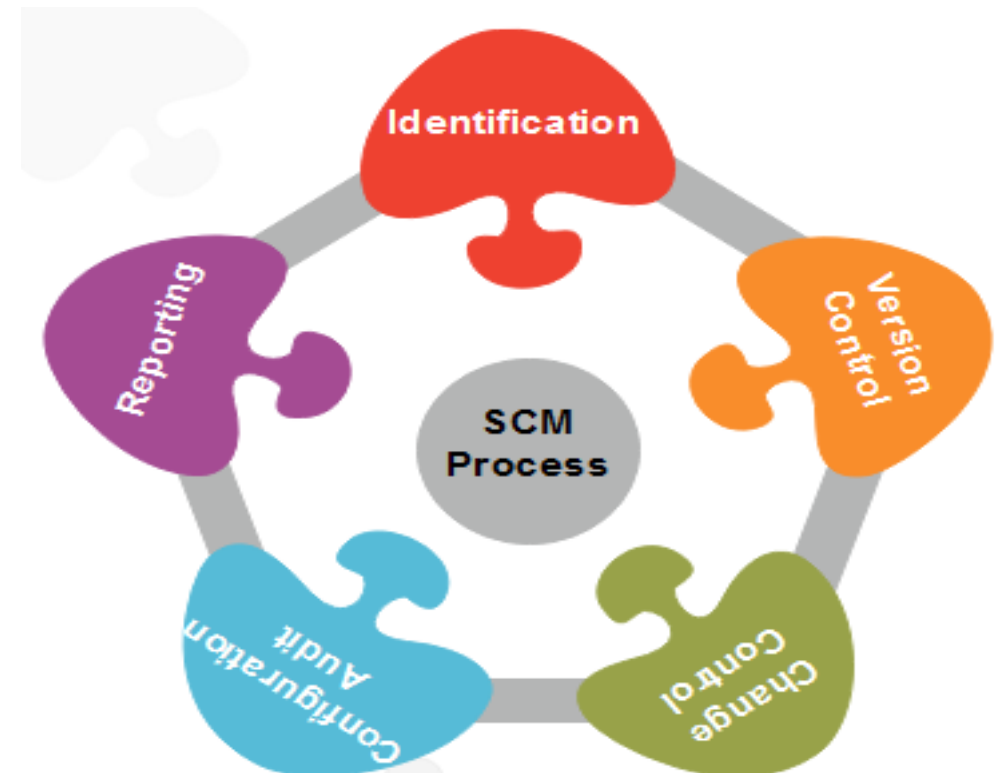 Identification
Version
Control
Change
Control
Configuration
Audit
Reporting
SCM
Process